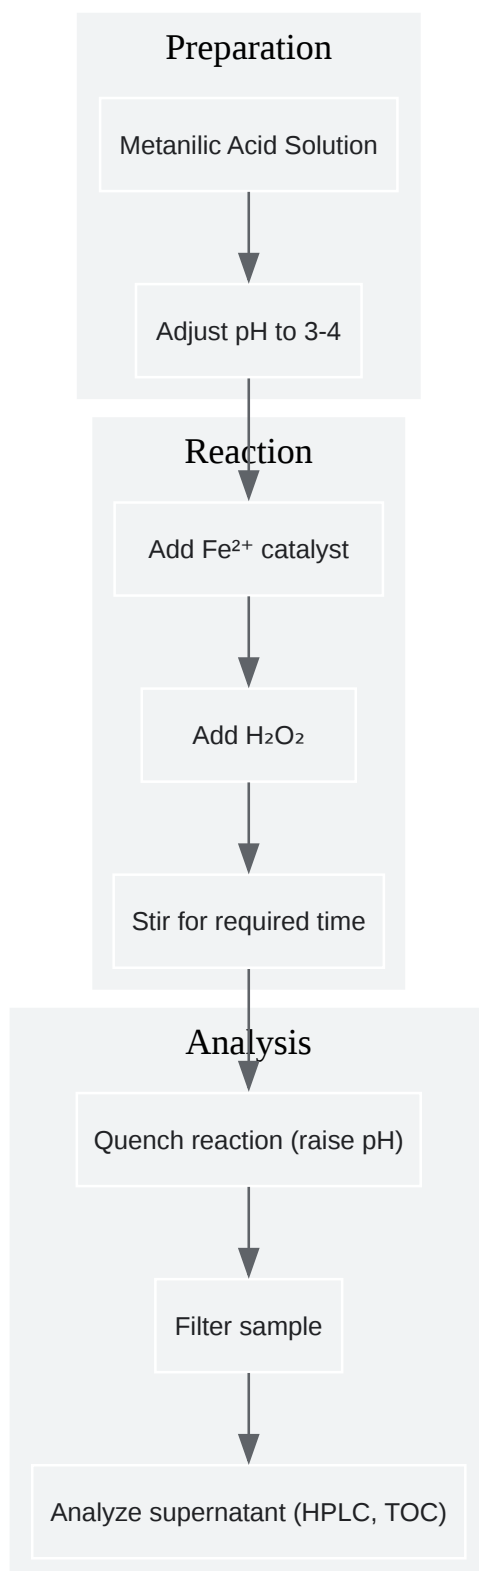 Preparation
Metanilic Acid Solution
Adjust pH to 3-4
Reaction
Add Fe²⁺ catalyst
Add H₂O₂
Stir for required time
Analysis
Quench reaction (raise pH)
Filter sample
Analyze supernatant (HPLC, TOC)